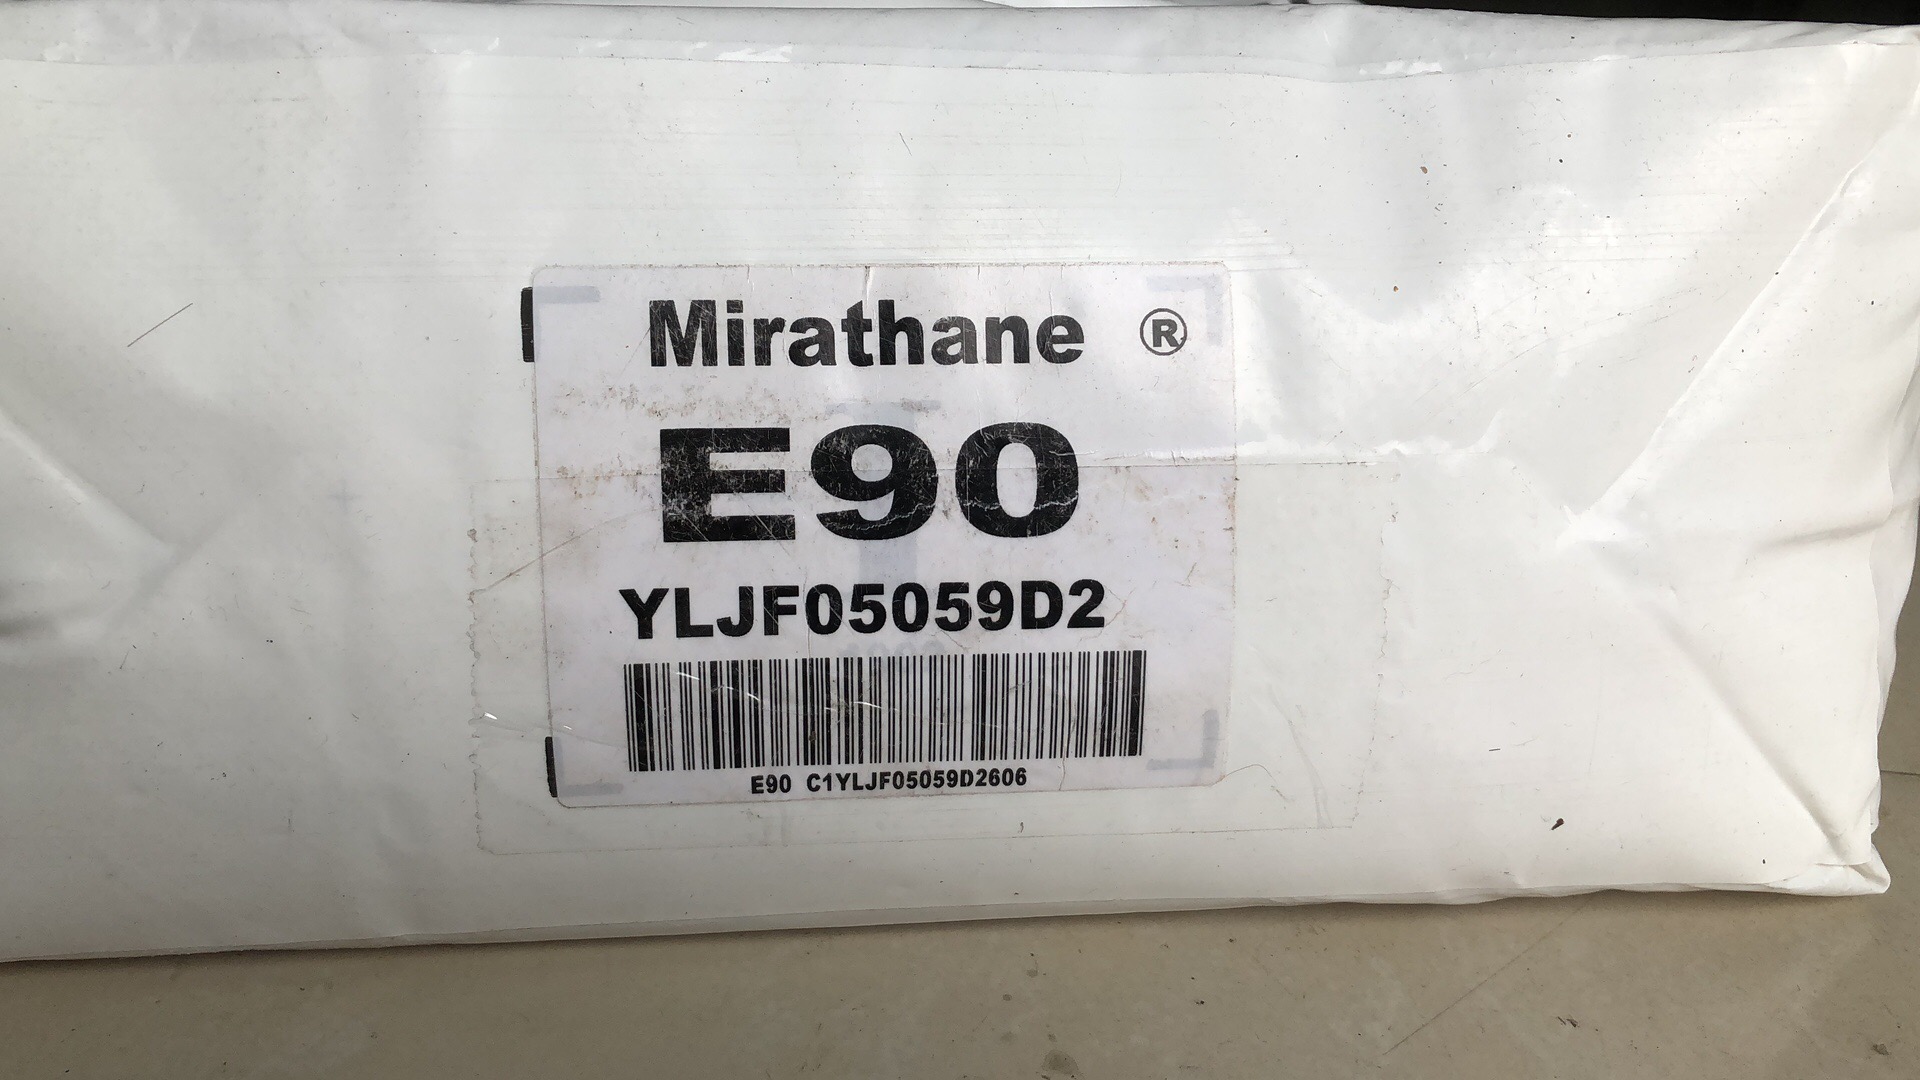 Mirathane ®
E90
YLJF05059D2
E90 C1YLJF05059D2606